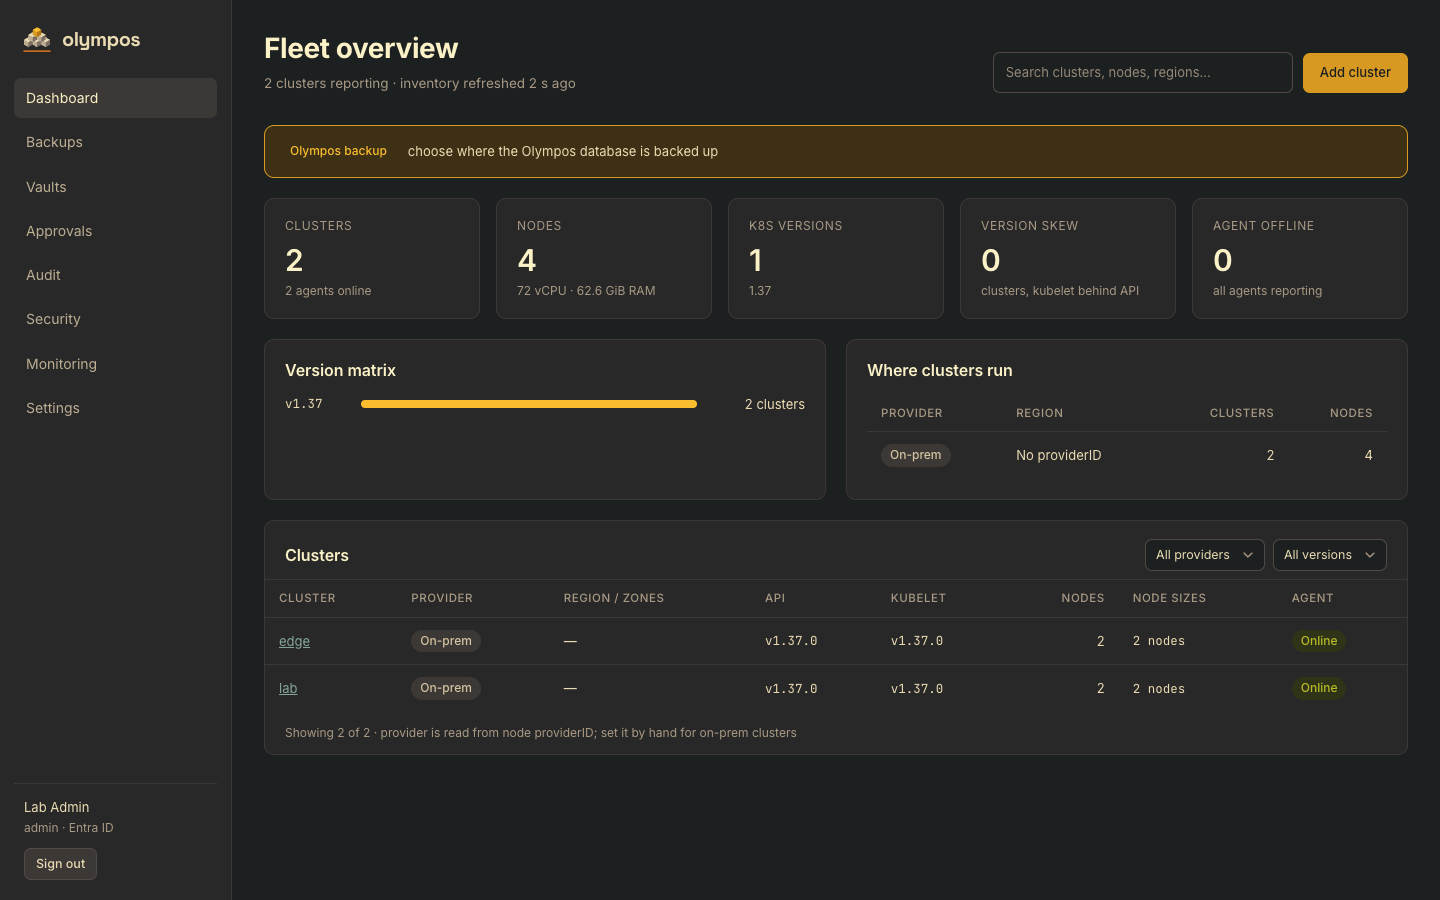 olympos
Dashboard
Backups
Vaults
Approvals
Audit
Security
Monitoring
Settings
Lab Admin
admin · Entra ID
Sign out
Fleet overview
2 clusters reporting · inventory refreshed 2 s ago
Search clusters, nodes, regions...
Add cluster
Olympos backup choose where the Olympos database is backed up
CLUSTERS
2
2 agents online
NODES
4
72 vCPU · 62.6 GiB RAM
K8S VERSIONS
1
1.37
VERSION SKEW
0
clusters, kubelet behind API
AGENT OFFLINE
0
all agents reporting
Version matrix
v1.37 2 clusters
Where clusters run
PROVIDER REGION CLUSTERS NODES
On-prem No providerID 2 4
Clusters
All providers All versions
CLUSTER PROVIDER REGION / ZONES API KUBELET NODES NODE SIZES AGENT
edge On-prem — v1.37.0 v1.37.0 2 2 nodes Online
lab On-prem — v1.37.0 v1.37.0 2 2 nodes Online
Showing 2 of 2 · provider is read from node providerID; set it by hand for on-prem clusters